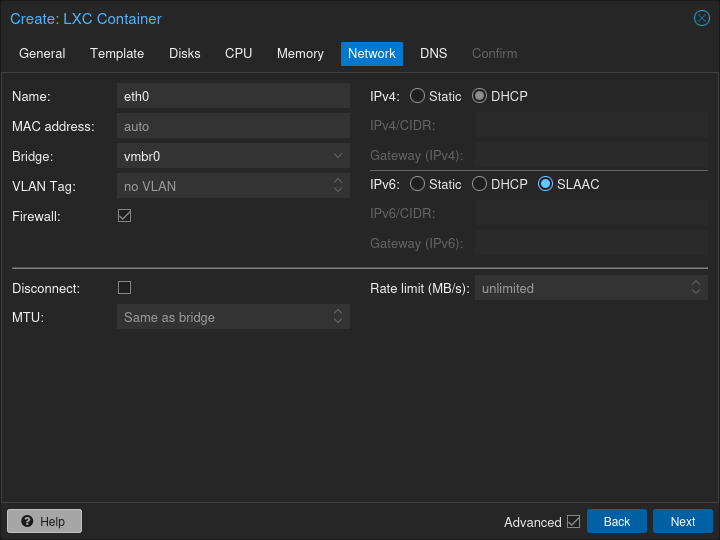 Create: LXC Container
General Template Disks CPU Memory Network DNS Confirm
Name: eth0
MAC address: auto
Bridge: vmbr0
VLAN Tag: no VLAN
Firewall:
IPv4: Static DHCP
IPv4/CIDR:
Gateway (IPv4):
IPv6: Static DHCP SLAAC
IPv6/CIDR:
Gateway (IPv6):
Disconnect:
MTU: Same as bridge
Rate limit (MB/s): unlimited
? Help
Advanced Back Next